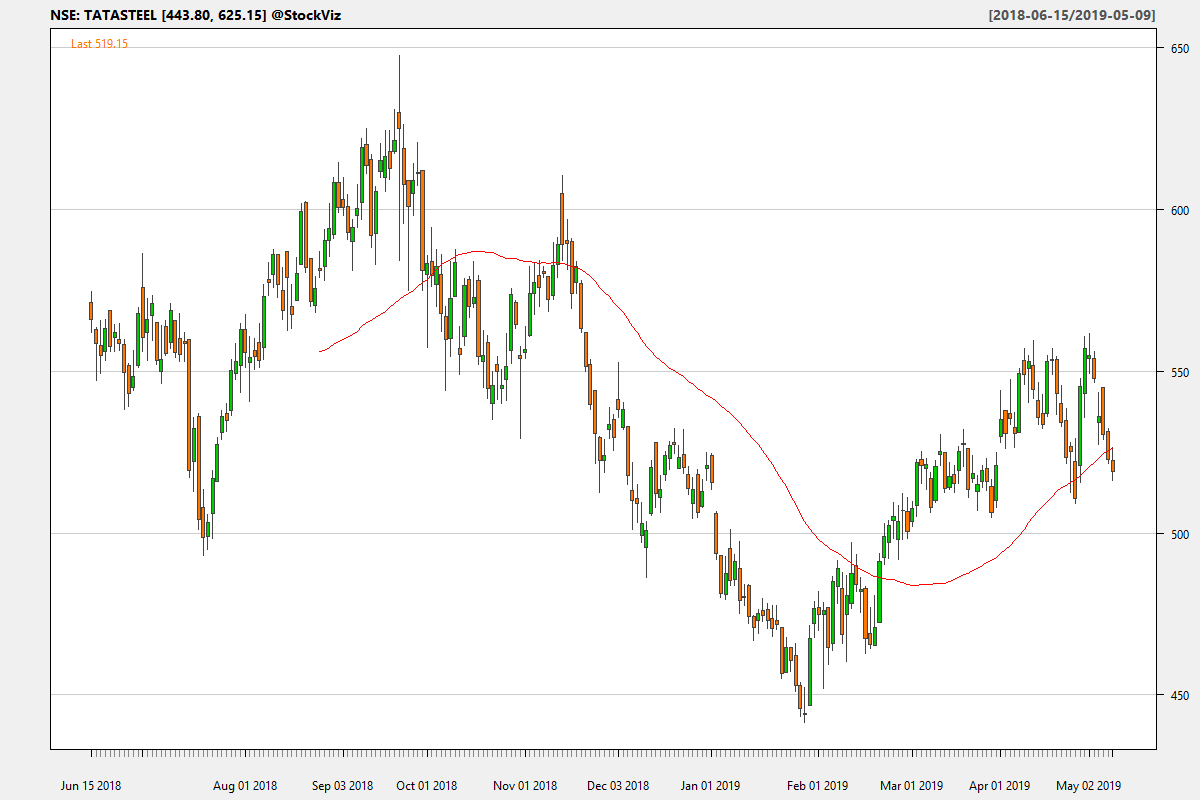 NSE: TATASTEEL [443.80, 625.15] @StockViz [2018-06-15/2019-05-09]
Last 519.15
650
600
550
500
450
Jun 15 2018 Aug 01 2018 Sep 03 2018 Oct 01 2018 Nov 01 2018 Dec 03 2018 Jan 01 2019 Feb 01 2019 Mar 01 2019 Apr 01 2019 May 02 2019